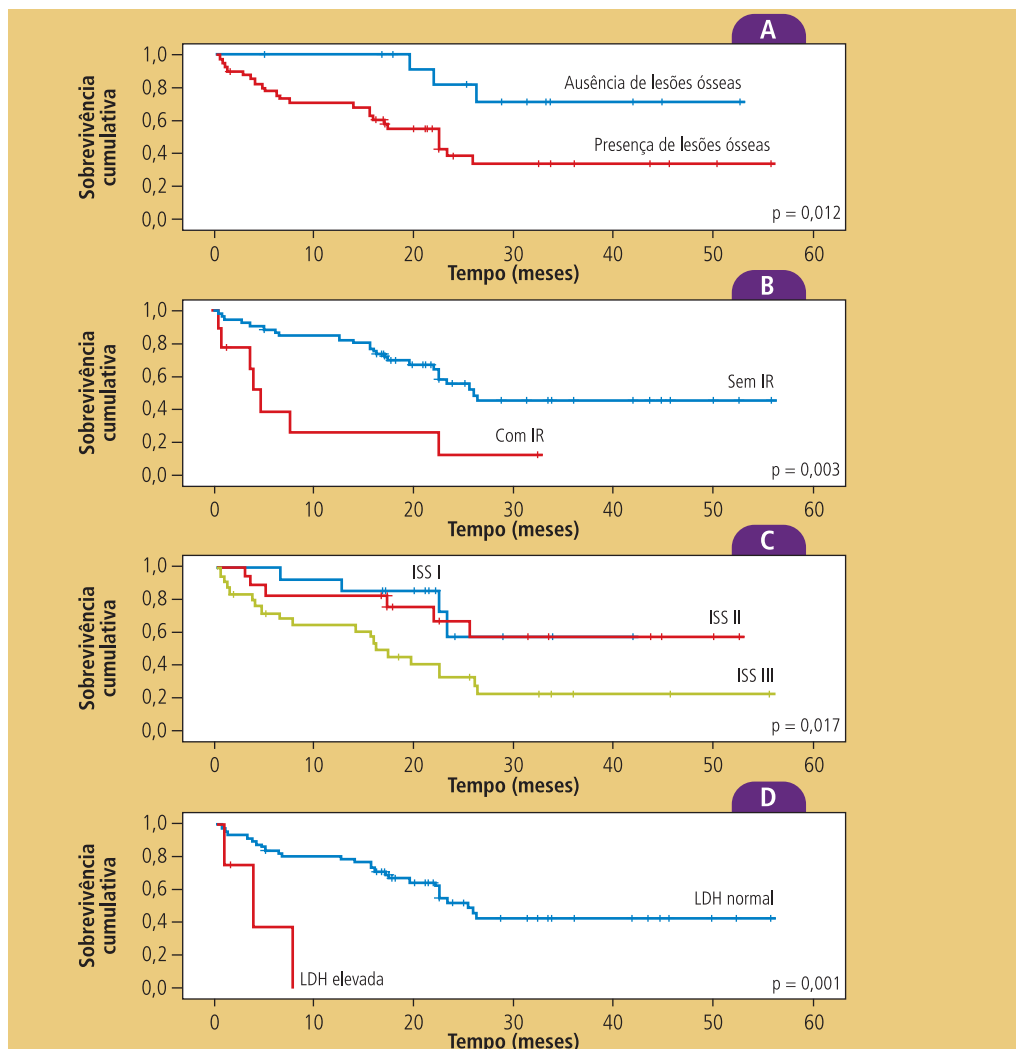 A
Sobrevivência
cumulativa
1,0
0,8
0,6
0,4
0,2
0,0
Ausência de lesões ósseas
Presença de lesões ósseas
p = 0,012
0 10 20 30 40 50 60
Tempo (meses)
B
Sobrevivência
cumulativa
1,0
0,8
0,6
0,4
0,2
0,0
Sem IR
Com IR
p = 0,003
0 10 20 30 40 50 60
Tempo (meses)
C
Sobrevivência
cumulativa
1,0
0,8
0,6
0,4
0,2
0,0
ISS I
ISS II
ISS III
p = 0,017
0 10 20 30 40 50 60
Tempo (meses)
D
Sobrevivência
cumulativa
1,0
0,8
0,6
0,4
0,2
0,0
LDH normal
LDH elevada
p = 0,001
0 10 20 30 40 50 60
Tempo (meses)